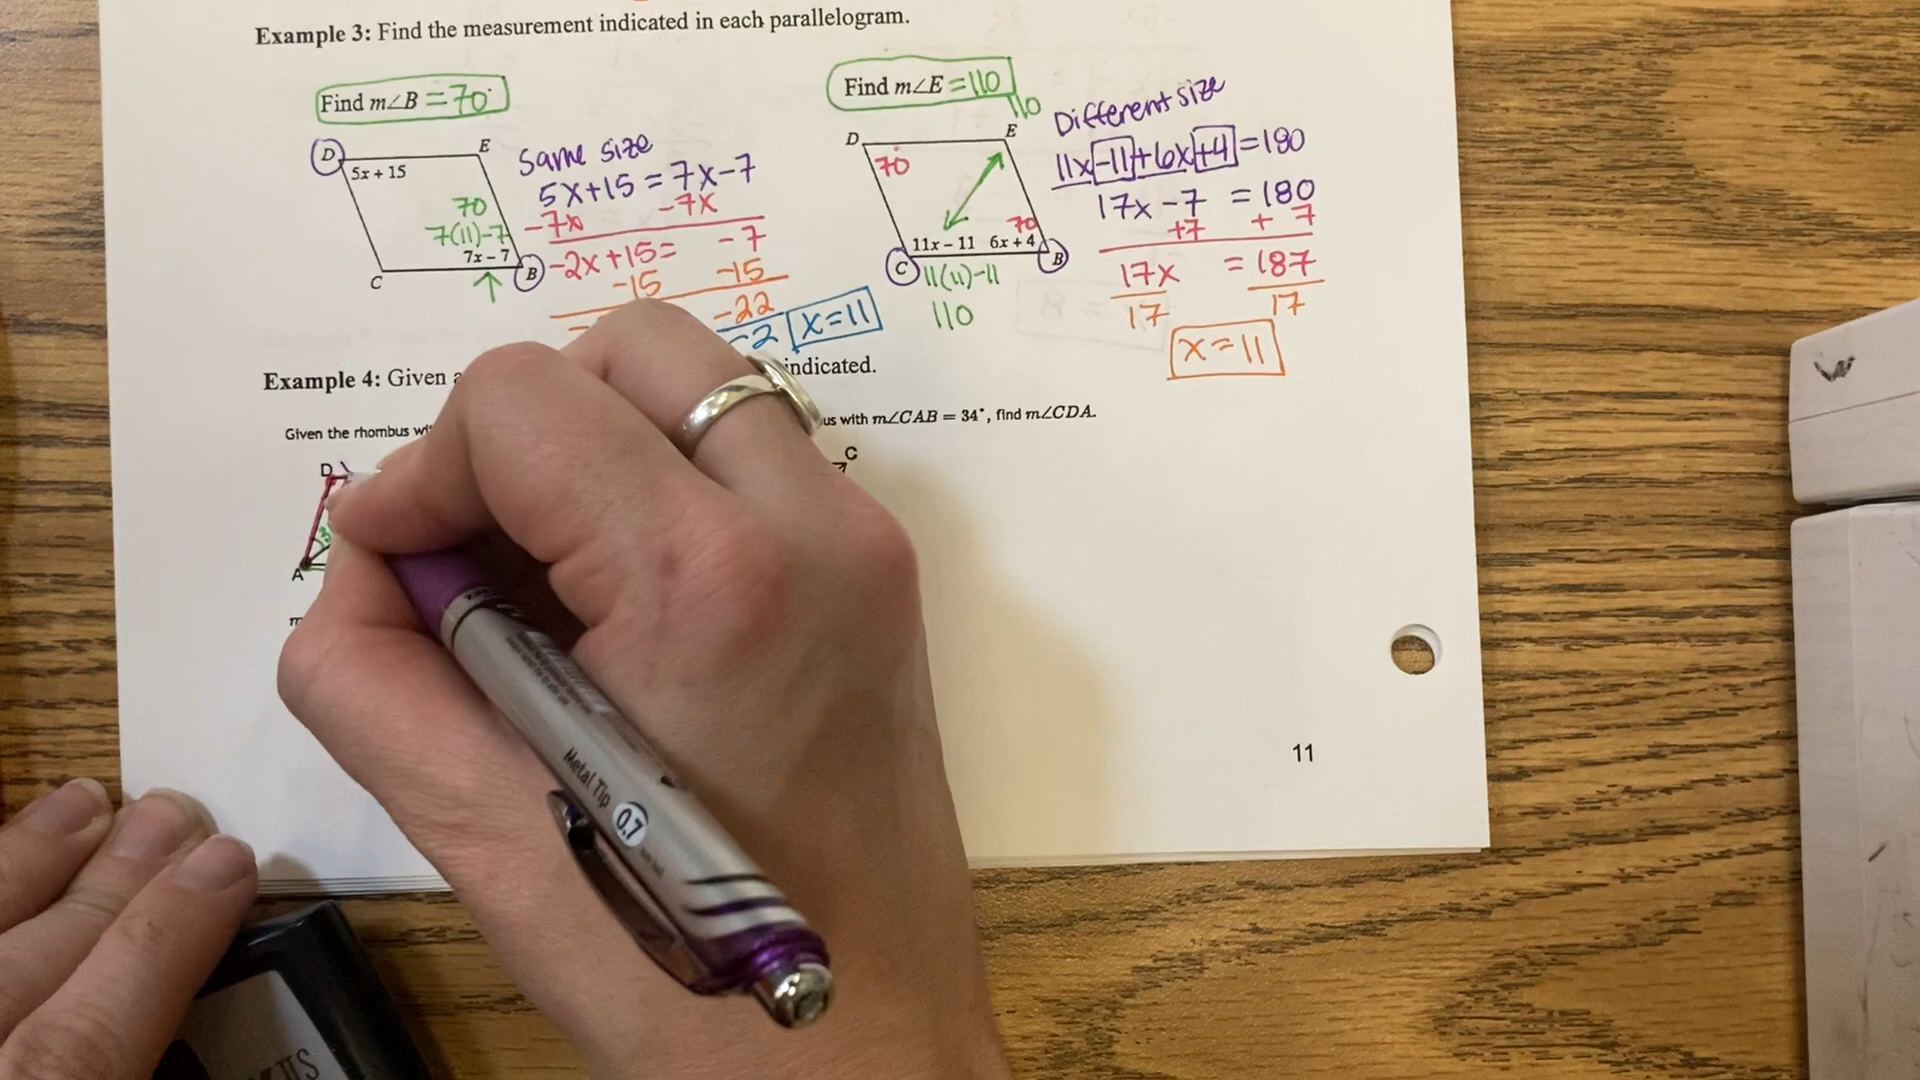 Example 3: Find the measurement indicated in each parallelogram.
Find m∠B = 70°
D
E
5x + 15
70
7(11)-7
7x – 7
C
B
Same size
5x+15 = 7x-7
-7x -7x
-2x+15= -7
-15 -15
-22
-2
x=11
Find m∠E = 110
110
D
E
70
70
11x – 11 6x + 4
C
B
11(11)-11
110
Different size
11x-11+6x+4=180
17x -7 = 180
+7 + 7
17x = 187
17 17
x=11
Example 4: Given
indicated.
Given the rhombus
with m∠CAB = 34°, find m∠CDA.
D
A
C
Metal Tip
0.7
11